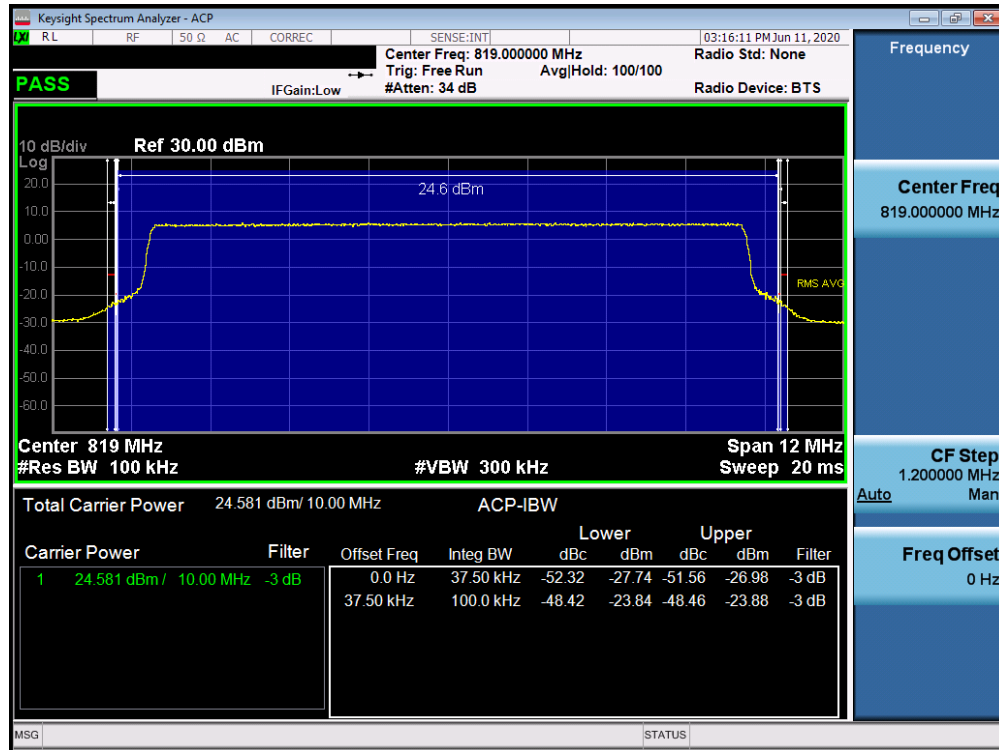 Keysight Spectrum Analyzer - ACP
LXI RL RF 50 Ω AC CORREC SENSE:INT 03:16:11 PM Jun 11, 2020
Frequency
Center Freq: 819.000000 MHz Radio Std: None
Trig: Free Run Avg|Hold: 100/100
PASS IFGain:Low #Atten: 34 dB Radio Device: BTS
10 dB/div Ref 30.00 dBm
Log
20.0
24.6 dBm
10.0
0.00
-10.0
RMS AVG
-20.0
-30.0
-40.0
-50.0
-60.0
Center Freq
819.000000 MHz
Center 819 MHz Span 12 MHz
#Res BW 100 kHz #VBW 300 kHz Sweep 20 ms
CF Step
1.200000 MHz
Auto Man
Total Carrier Power 24.581 dBm/ 10.00 MHz ACP-IBW
Lower Upper
Carrier Power Filter Offset Freq Integ BW dBc dBm dBc dBm Filter
1 24.581 dBm / 10.00 MHz -3 dB 0.0 Hz 37.50 kHz -52.32 -27.74 -51.56 -26.98 -3 dB
37.50 kHz 100.0 kHz -48.42 -23.84 -48.46 -23.88 -3 dB
Freq Offset
0 Hz
MSG STATUS